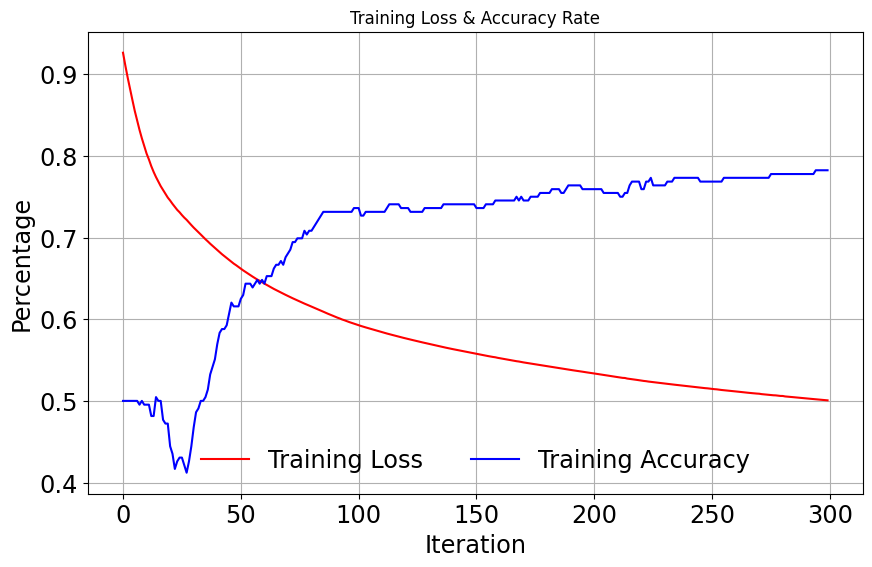 Training Loss & Accuracy Rate
Percentage
0.9
0.8
0.7
0.6
0.5
0.4
Training Loss
Training Accuracy
0 50 100 150 200 250 300
Iteration